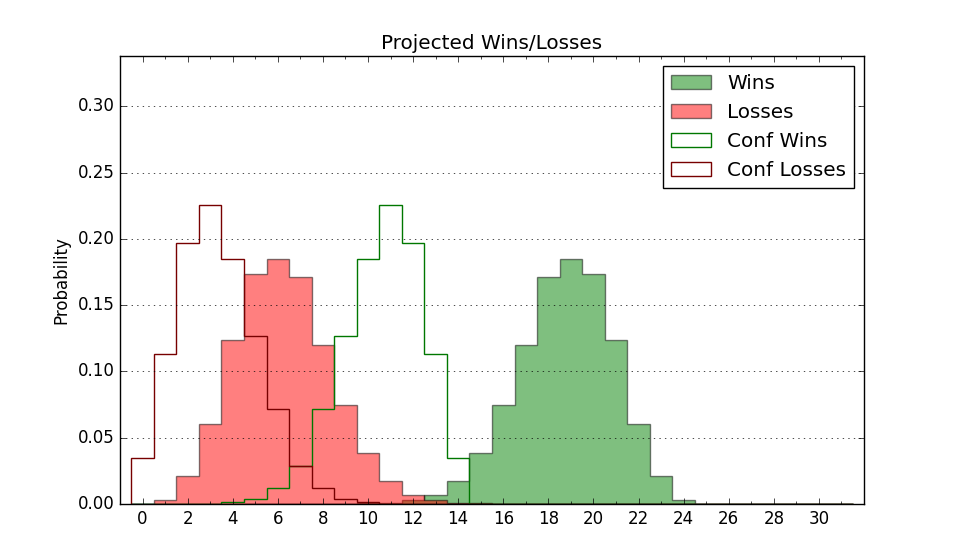 Projected Wins/Losses
Wins
Losses
Conf Wins
Conf Losses
Probability
0.30
0.25
0.20
0.15
0.10
0.05
0.00
0 2 4 6 8 10 12 14 16 18 20 22 24 26 28 30